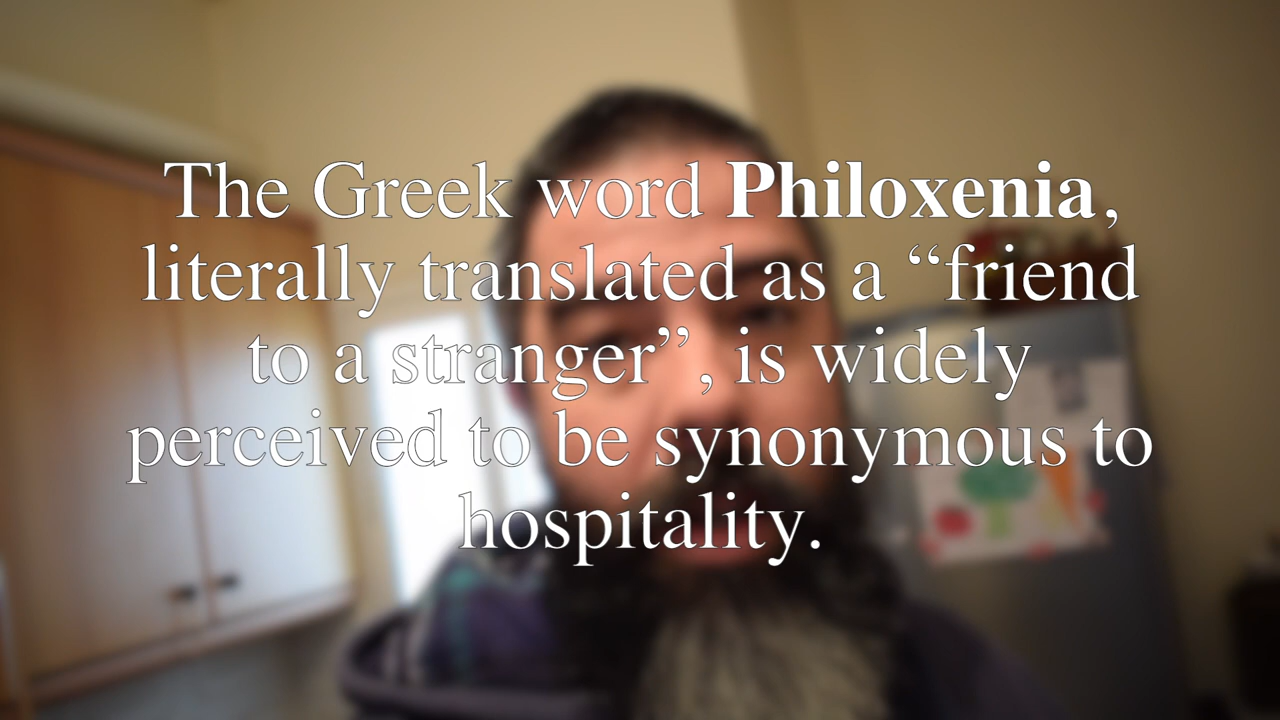 The Greek word Philoxenia,
literally translated as a “friend
to a stranger”, is widely
perceived to be synonymous to
hospitality.